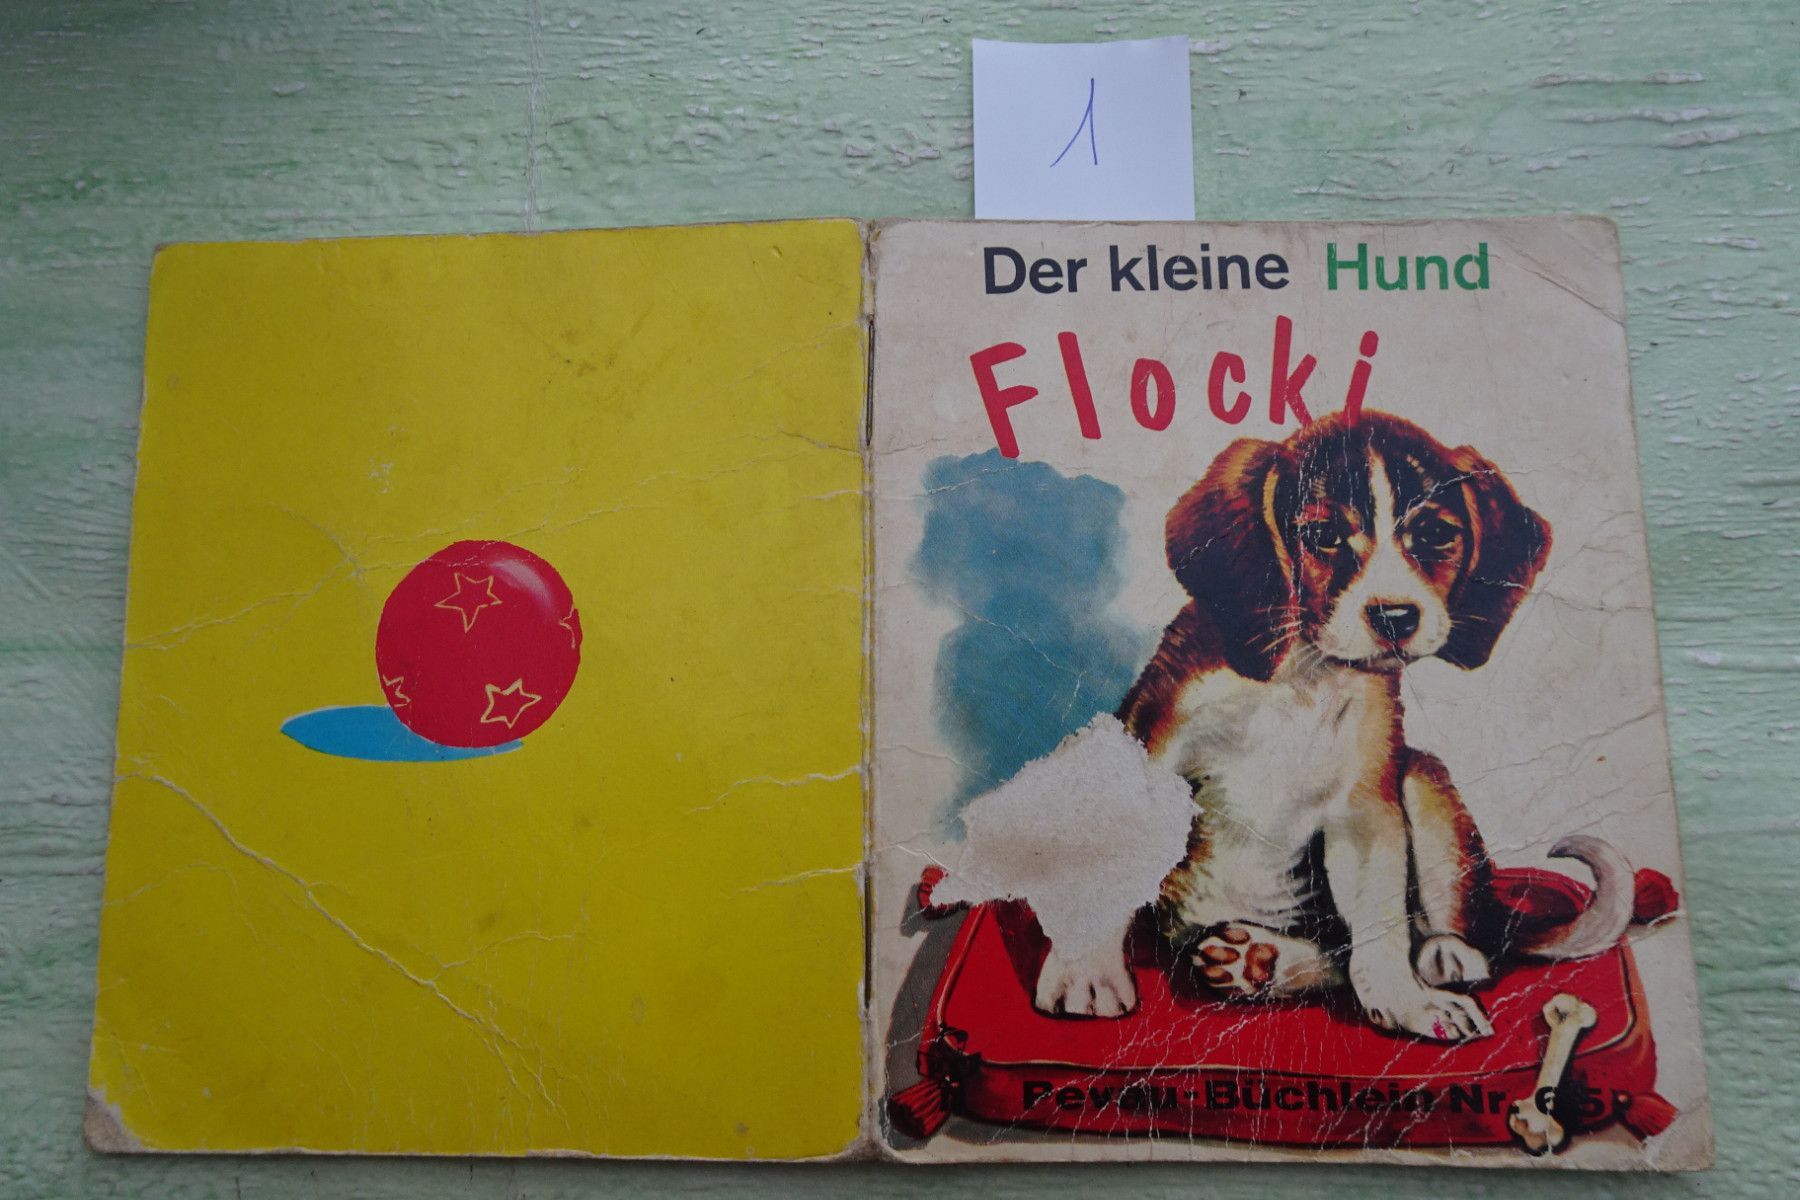 1
Der kleine Hund
Flocki
Pevau-Büchlein Nr.